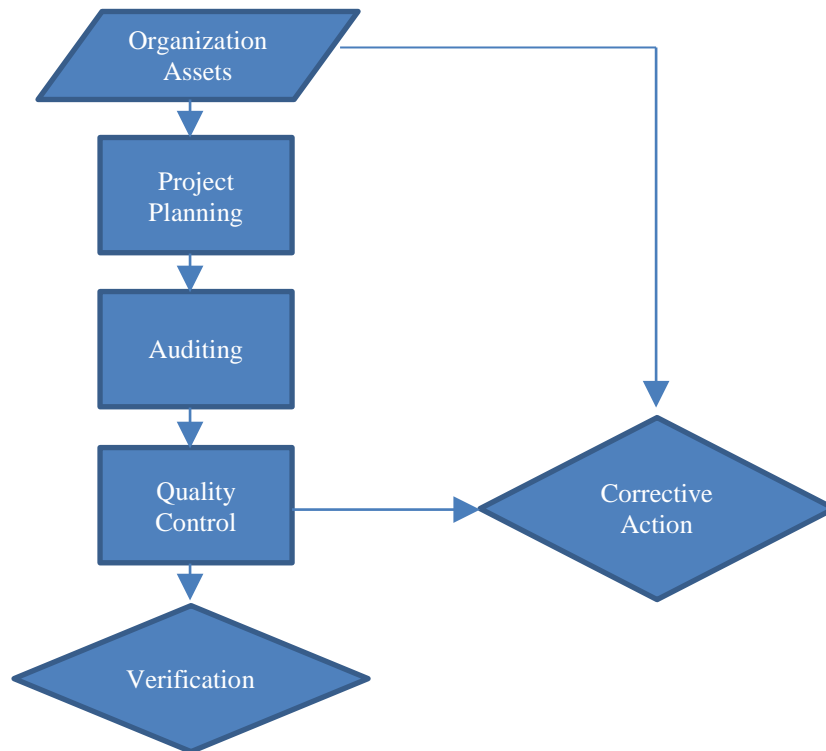 Organization
Assets
Project
Planning
Auditing
Quality
Control
Corrective
Action
Verification